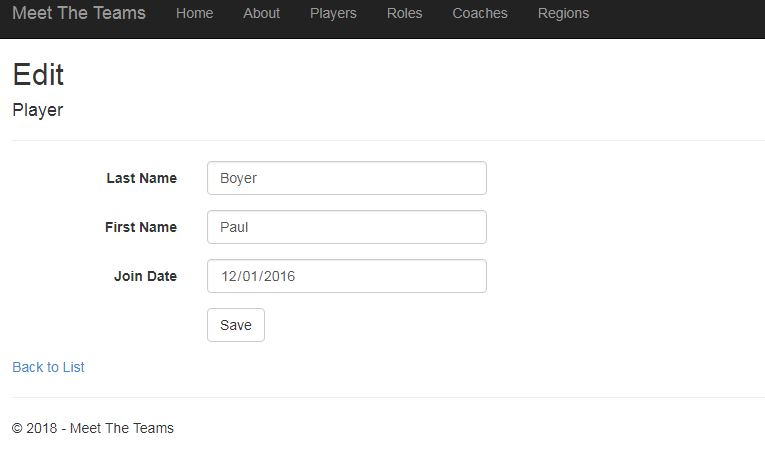 Meet The Teams Home About Players Roles Coaches Regions
Edit
Player
Last Name Boyer
First Name Paul
Join Date 12/01/2016
Save
Back to List
© 2018 - Meet The Teams